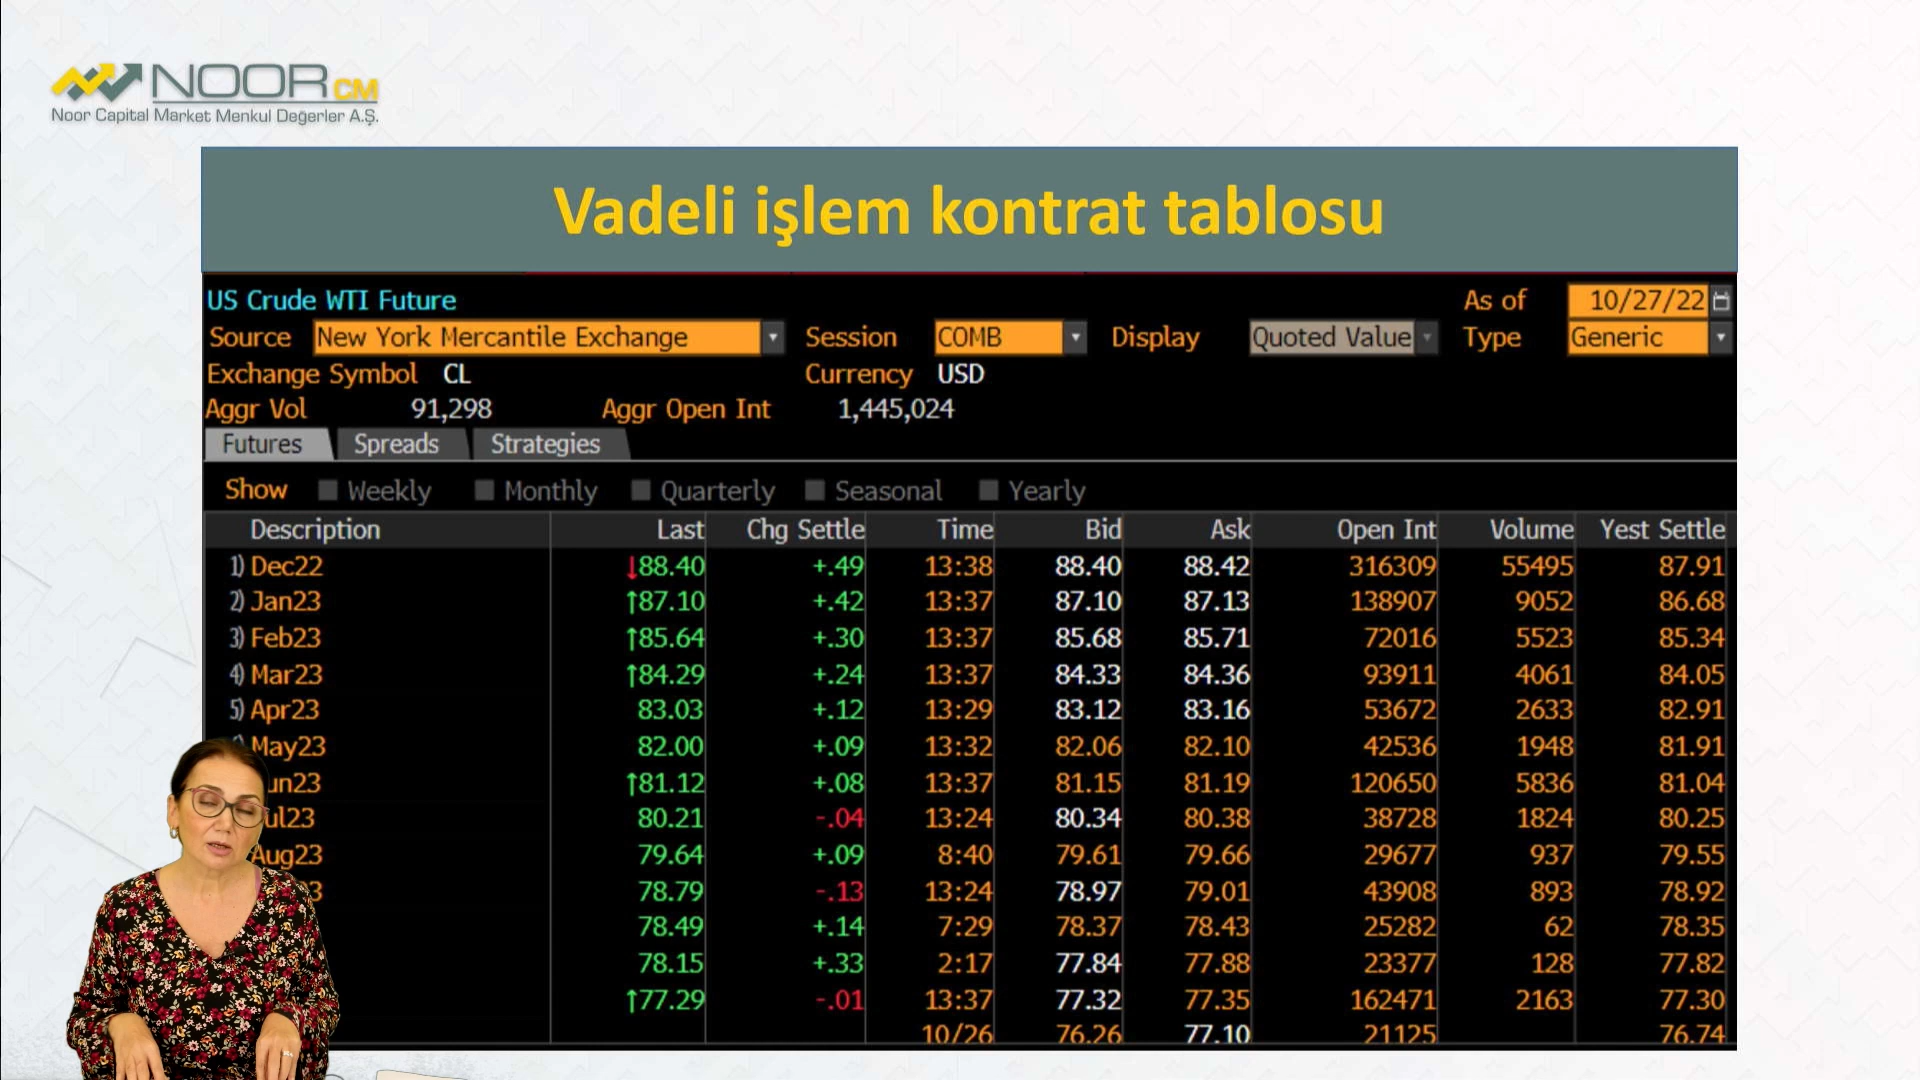 NOOR CM
Noor Capital Market Menkul Değerler A.Ş.
Vadeli işlem kontrat tablosu
US Crude WTI Future As of 10/27/22
Source New York Mercantile Exchange Session COMB Display Quoted Value Type Generic
Exchange Symbol CL Currency USD
Aggr Vol 91,298 Aggr Open Int 1,445,024
Futures Spreads Strategies
Show Weekly Monthly Quarterly Seasonal Yearly
Description Last Chg Settle Time Bid Ask Open Int Volume Yest Settle
1) Dec22 ↓88.40 +.49 13:38 88.40 88.42 316309 55495 87.91
2) Jan23 ↑87.10 +.42 13:37 87.10 87.13 138907 9052 86.68
3) Feb23 ↑85.64 +.30 13:37 85.68 85.71 72016 5523 85.34
4) Mar23 ↑84.29 +.24 13:37 84.33 84.36 93911 4061 84.05
5) Apr23 83.03 +.12 13:29 83.12 83.16 53672 2633 82.91
May23 82.00 +.09 13:32 82.06 82.10 42536 1948 81.91
un23 ↑81.12 +.08 13:37 81.15 81.19 120650 5836 81.04
ul23 80.21 -.04 13:24 80.34 80.38 38728 1824 80.25
Aug23 79.64 +.09 8:40 79.61 79.66 29677 937 79.55
3 78.79 -.13 13:24 78.97 79.01 43908 893 78.92
78.49 +.14 7:29 78.37 78.43 25282 62 78.35
78.15 +.33 2:17 77.84 77.88 23377 128 77.82
↑77.29 -.01 13:37 77.32 77.35 162471 2163 77.30
10/26 76.26 77.10 21125 76.74